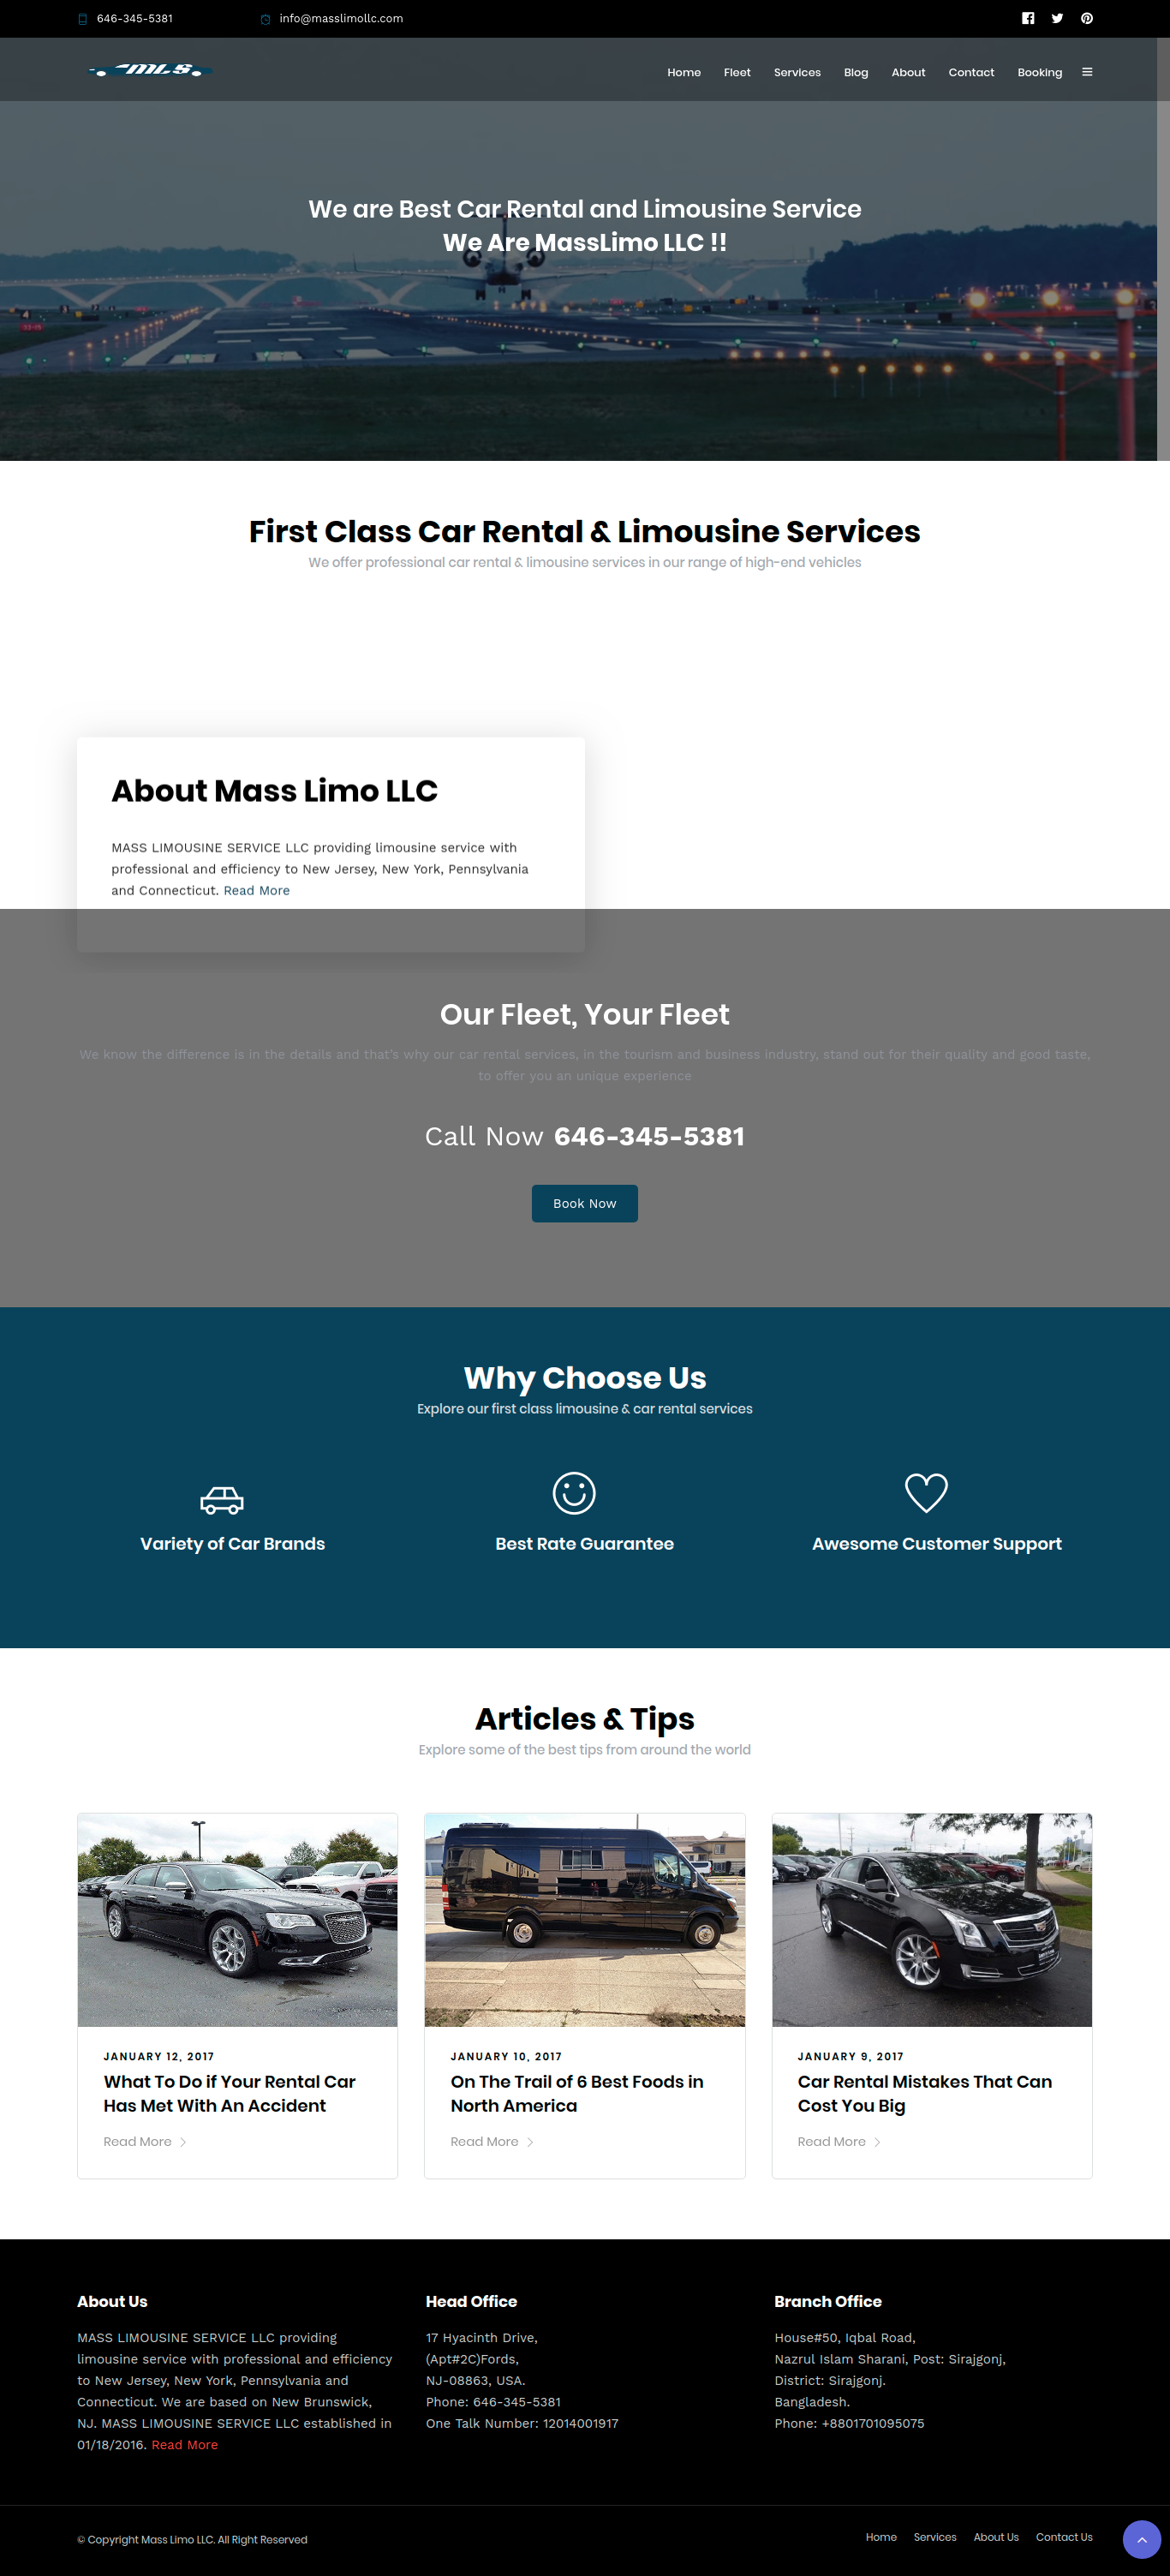 646-345-5381
info@masslimollc.com
MLS
Home Fleet Services Blog About Contact Booking
We are Best Car Rental and Limousine Service
We Are MassLimo LLC !!
33-15
First Class Car Rental & Limousine Services
We offer professional car rental & limousine services in our range of high-end vehicles
About Mass Limo LLC
MASS LIMOUSINE SERVICE LLC providing limousine service with
professional and efficiency to New Jersey, New York, Pennsylvania
and Connecticut. Read More
Our Fleet, Your Fleet
We know the difference is in the details and that's why our car rental services, in the tourism and business industry, stand out for their quality and good taste,
to offer you an unique experience
Call Now 646-345-5381
Book Now
Why Choose Us
Explore our first class limousine & car rental services
Variety of Car Brands
Best Rate Guarantee
Awesome Customer Support
Articles & Tips
Explore some of the best tips from around the world
JANUARY 12, 2017
What To Do if Your Rental Car
Has Met With An Accident
Read More
JANUARY 10, 2017
On The Trail of 6 Best Foods in
North America
Read More
JANUARY 9, 2017
Car Rental Mistakes That Can
Cost You Big
Read More
About Us
MASS LIMOUSINE SERVICE LLC providing
limousine service with professional and efficiency
to New Jersey, New York, Pennsylvania and
Connecticut. We are based on New Brunswick,
NJ. MASS LIMOUSINE SERVICE LLC established in
01/18/2016. Read More
Head Office
17 Hyacinth Drive,
(Apt#2C)Fords,
NJ-08863, USA.
Phone: 646-345-5381
One Talk Number: 12014001917
Branch Office
House#50, Iqbal Road,
Nazrul Islam Sharani, Post: Sirajgonj,
District: Sirajgonj.
Bangladesh.
Phone: +8801701095075
© Copyright Mass Limo LLC. All Right Reserved
Home Services About Us Contact Us